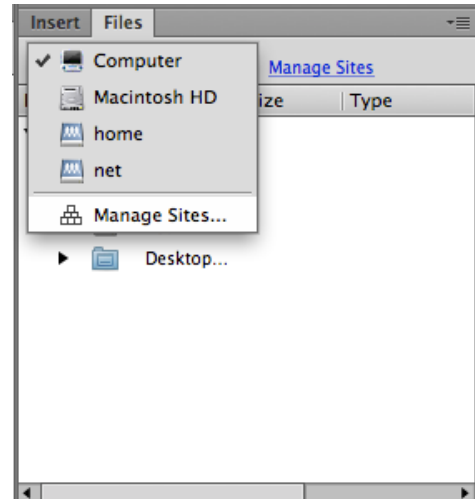 Insert Files
Computer Manage Sites
Macintosh HD ize Type
home
net
Manage Sites...
Desktop...